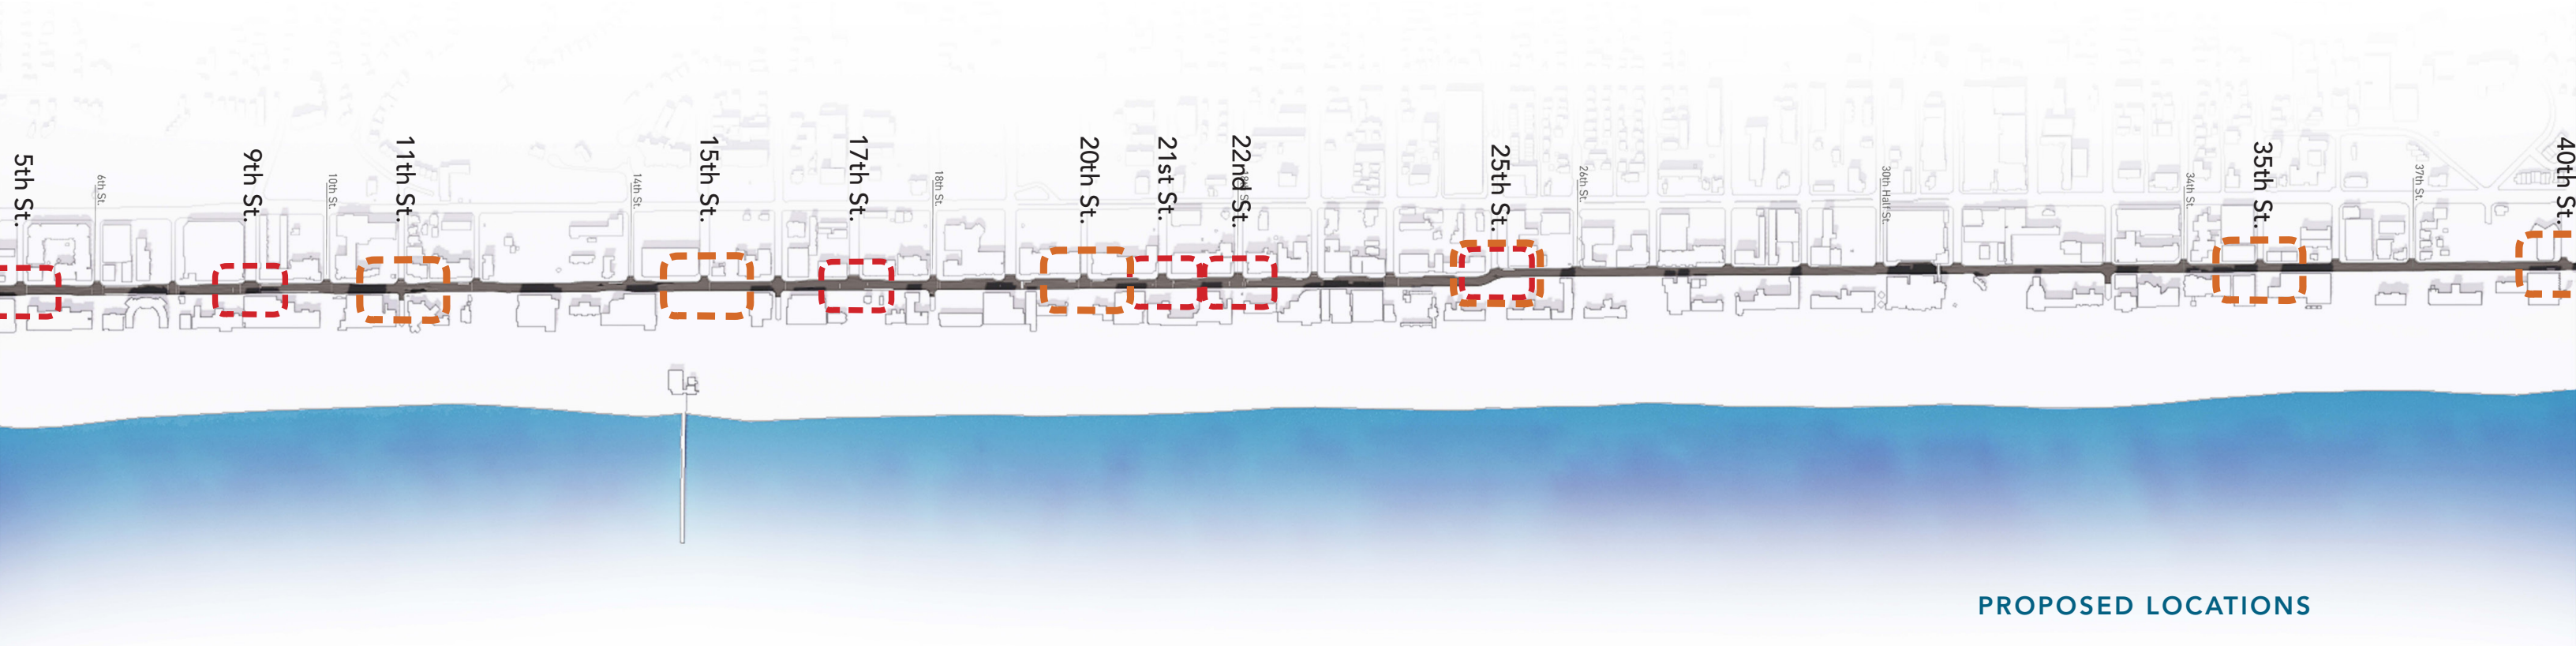 5th St.
6th St.
9th St.
10th St.
11th St.
14th St.
15th St.
17th St.
18th St.
20th St.
21st St.
22nd St.
25th St.
26th St.
30th Half St.
34th St.
35th St.
37th St.
40th St.
PROPOSED LOCATIONS